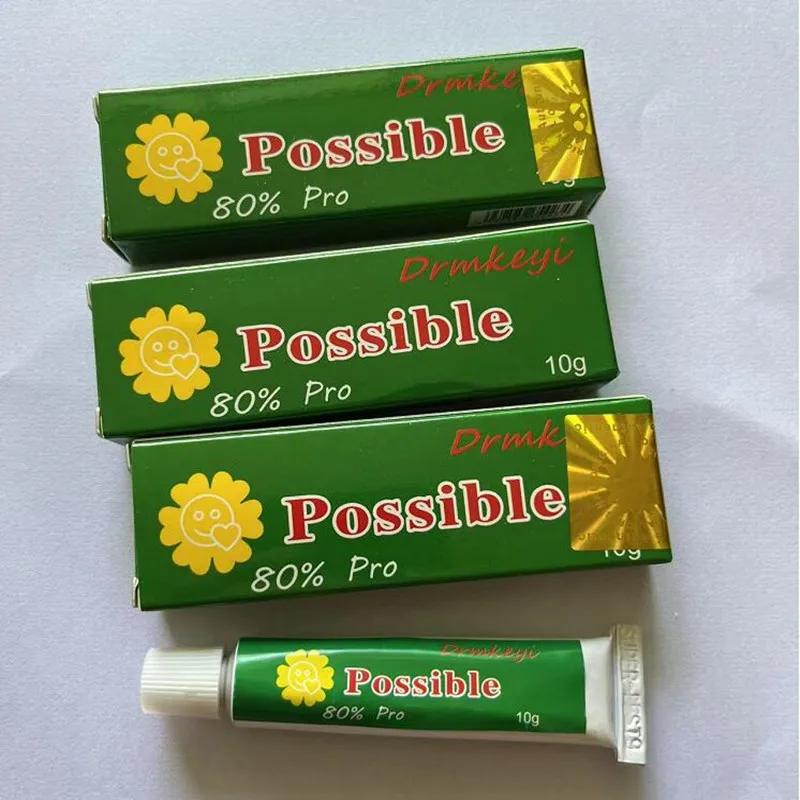 Drmke
Possible
80% Pro
Drmkeyi
Possible
80% Pro
10g
Drmk
Possible
80% Pro
10g
Drmkeyi
Possible
80% Pro
10g